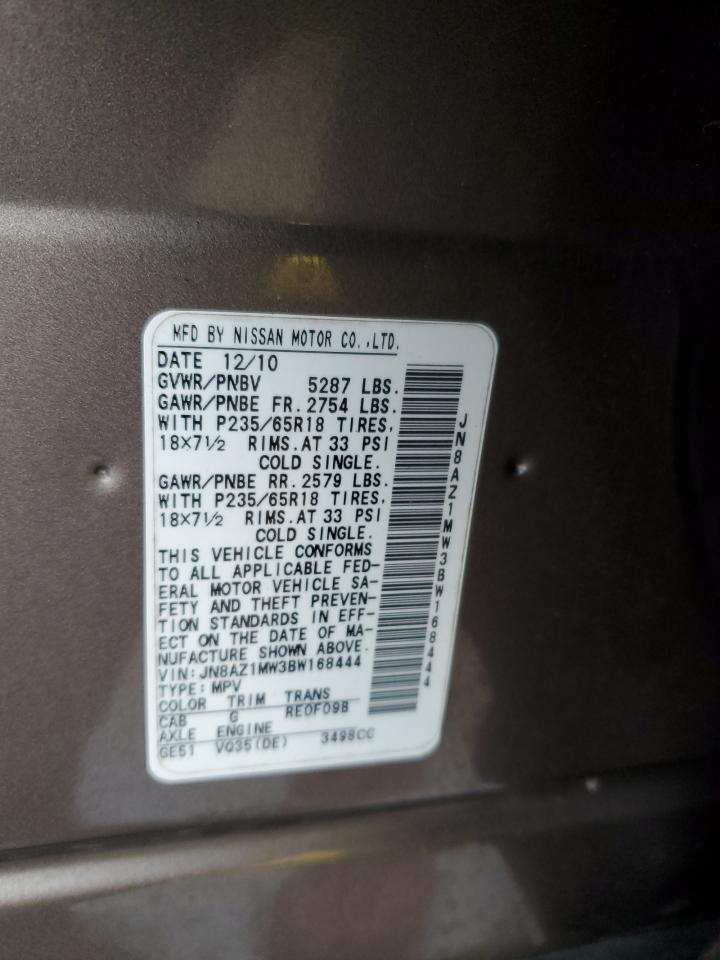 MFD BY NISSAN MOTOR CO.,LTD.
DATE 12/10
GVWR/PNBV 5287 LBS.
GAWR/PNBE FR. 2754 LBS.
WITH P235/65R18 TIRES,
18×7½ RIMS.AT 33 PSI
COLD SINGLE.
GAWR/PNBE RR. 2579 LBS.
WITH P235/65R18 TIRES,
18×7½ RIMS.AT 33 PSI
COLD SINGLE.
THIS VEHICLE CONFORMS
TO ALL APPLICABLE FED-
ERAL MOTOR VEHICLE SA-
FETY AND THEFT PREVEN-
TION STANDARDS IN EFF-
ECT ON THE DATE OF MA-
NUFACTURE SHOWN ABOVE.
VIN:JN8AZ1MW3BW168444
TYPE:MPV
COLOR TRIM TRANS
CAB G RE0F09B
AXLE ENGINE
GE51 VQ35(DE) 3498CC
JN8AZ1MW3BW168444